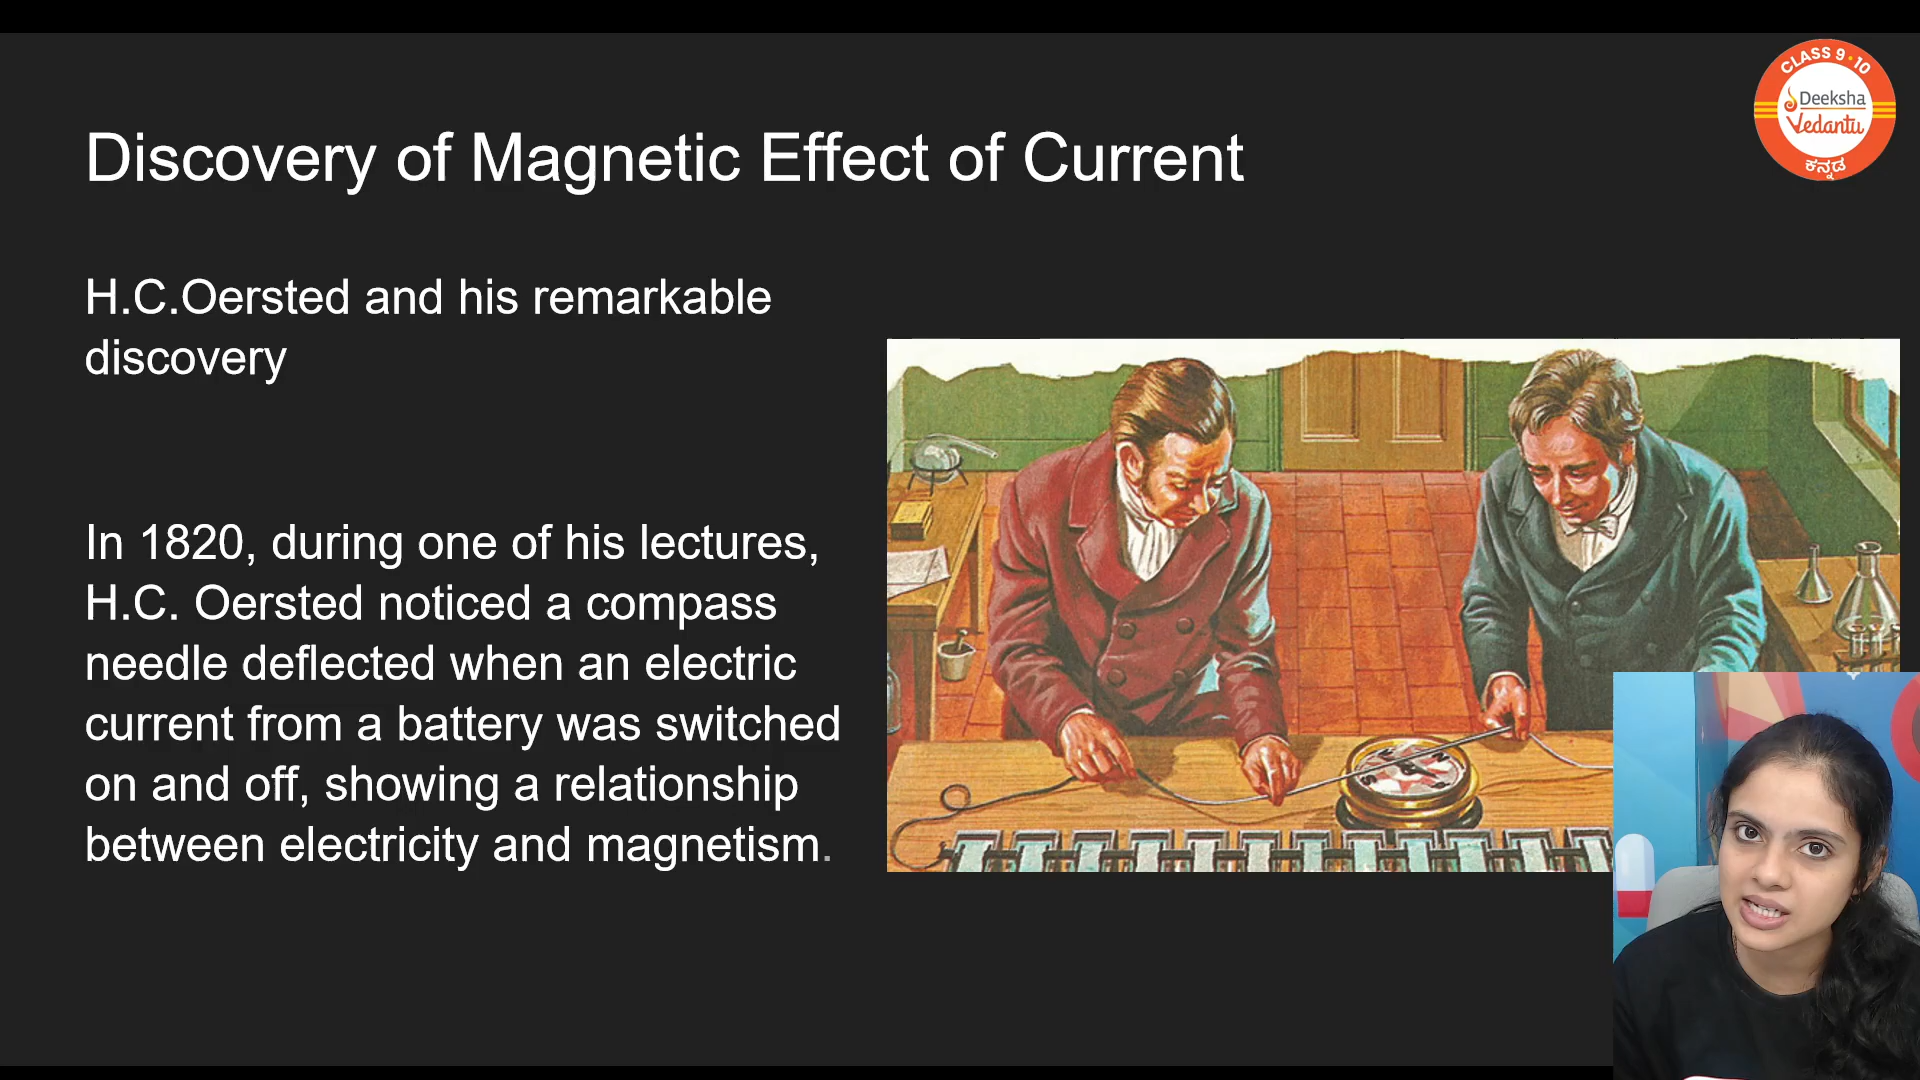 CLASS 9-10
Deeksha
Vedantu
ಕನ್ನಡ
Discovery of Magnetic Effect of Current
H.C.Oersted and his remarkable
discovery
In 1820, during one of his lectures,
H.C. Oersted noticed a compass
needle deflected when an electric
current from a battery was switched
on and off, showing a relationship
between electricity and magnetism.